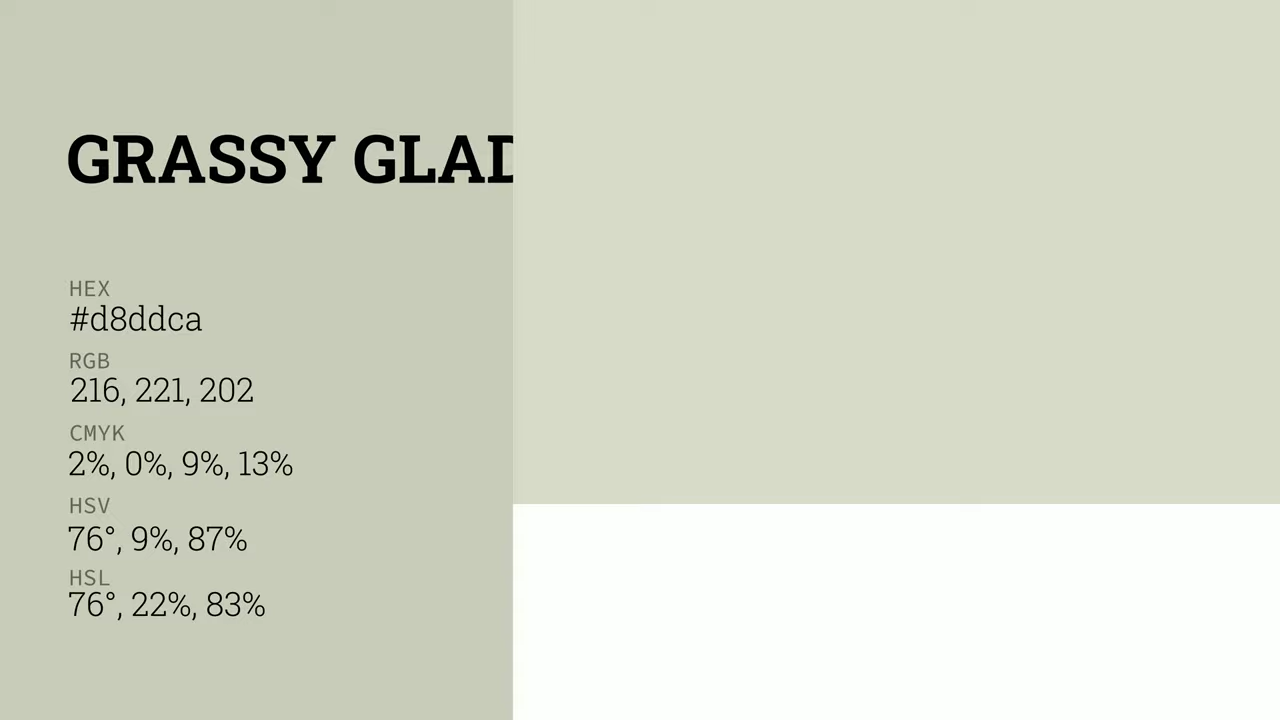 GRASSY GLAD
HEX
#d8ddca
RGB
216, 221, 202
CMYK
2%, 0%, 9%, 13%
HSV
76°, 9%, 87%
HSL
76°, 22%, 83%